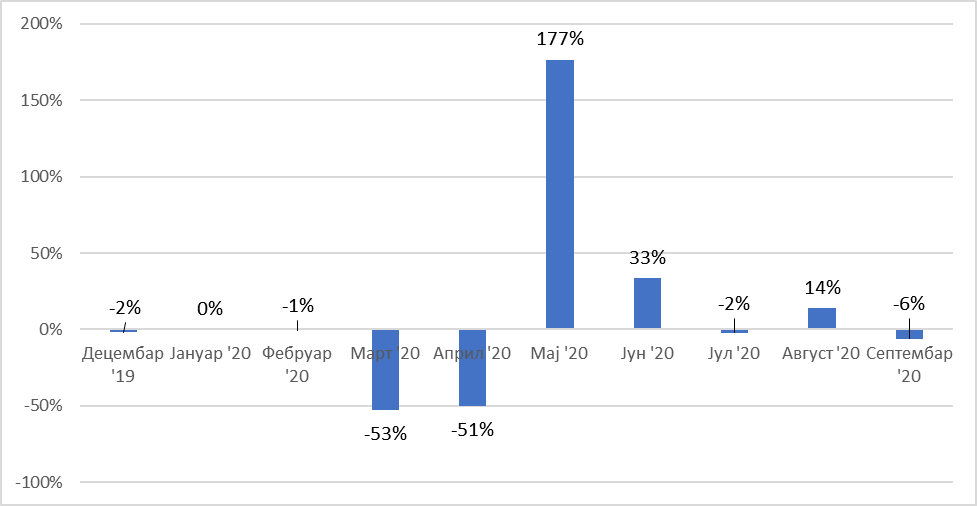 200%
150%
100%
50%
0%
-50%
-100%
-2%
0%
-1%
-53%
-51%
177%
33%
-2%
14%
-6%
Децембар
'19
Јануар '20
Фебруар
'20
Март '20
Април '20
Мај '20
Јун '20
Јул '20
Август '20
Септембар
'20